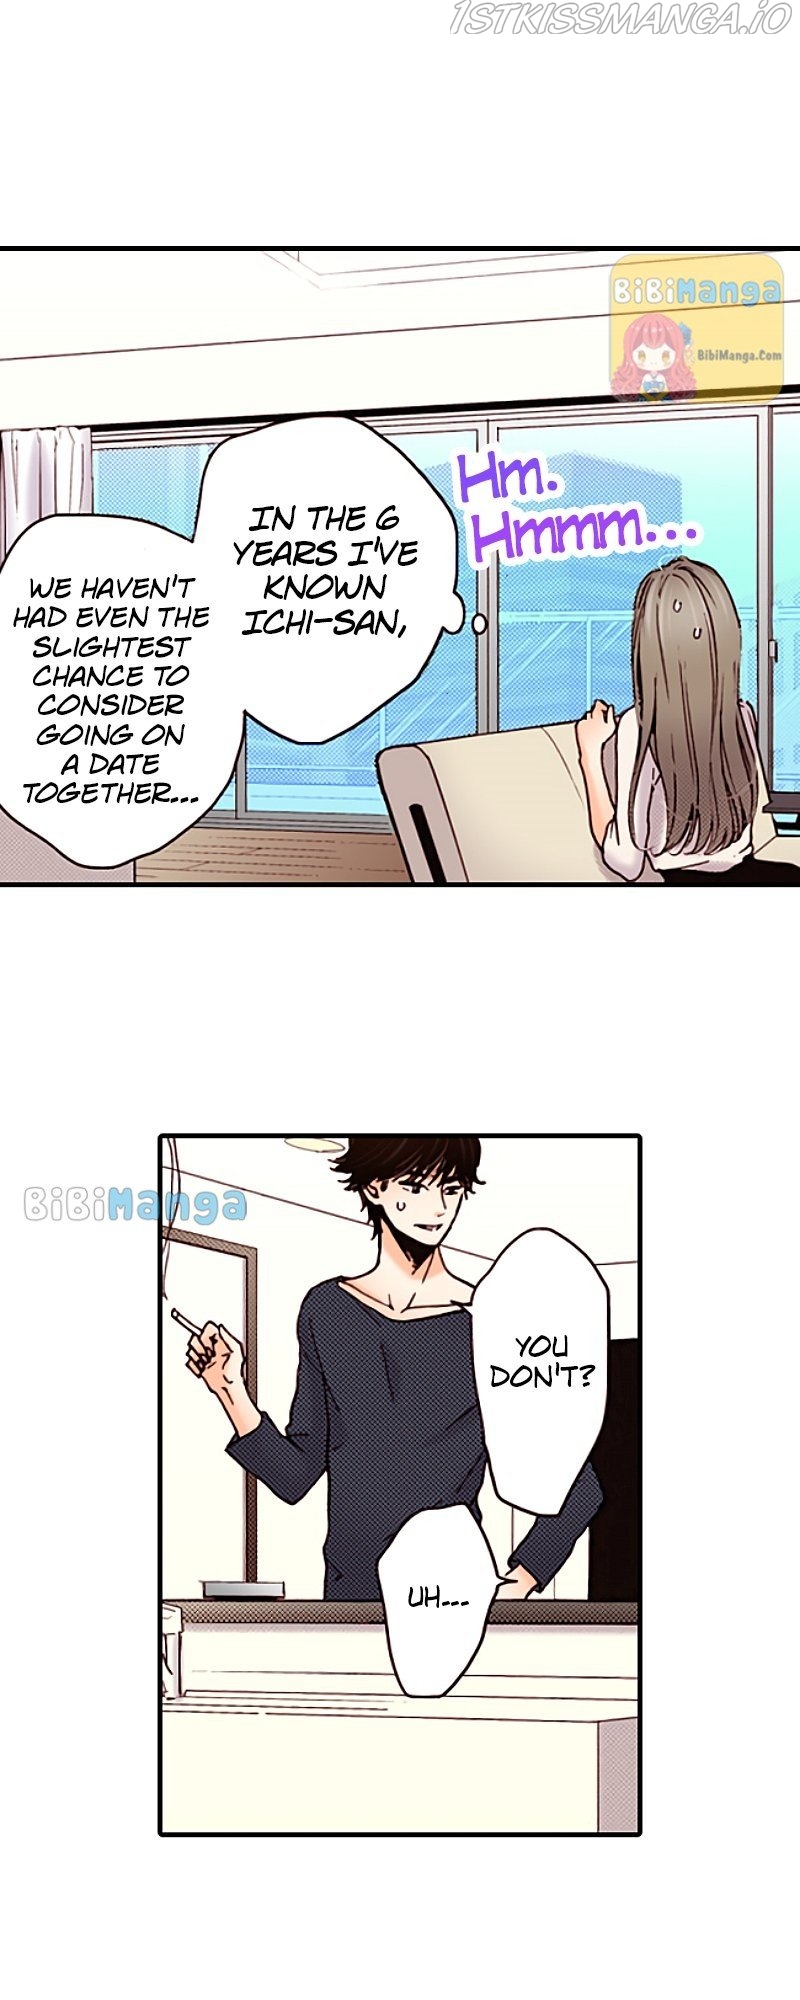 1STKISSMANGA.IO
BiBiManga
BibiManga.Com
Hm.
Hmmm...
IN THE 6
YEARS I'VE
KNOWN
ICHI-SAN,
WE HAVEN'T
HAD EVEN THE
SLIGHTEST
CHANCE TO
CONSIDER
GOING ON
A DATE
TOGETHER...
BiBiManga
YOU
DON'T?
UH...